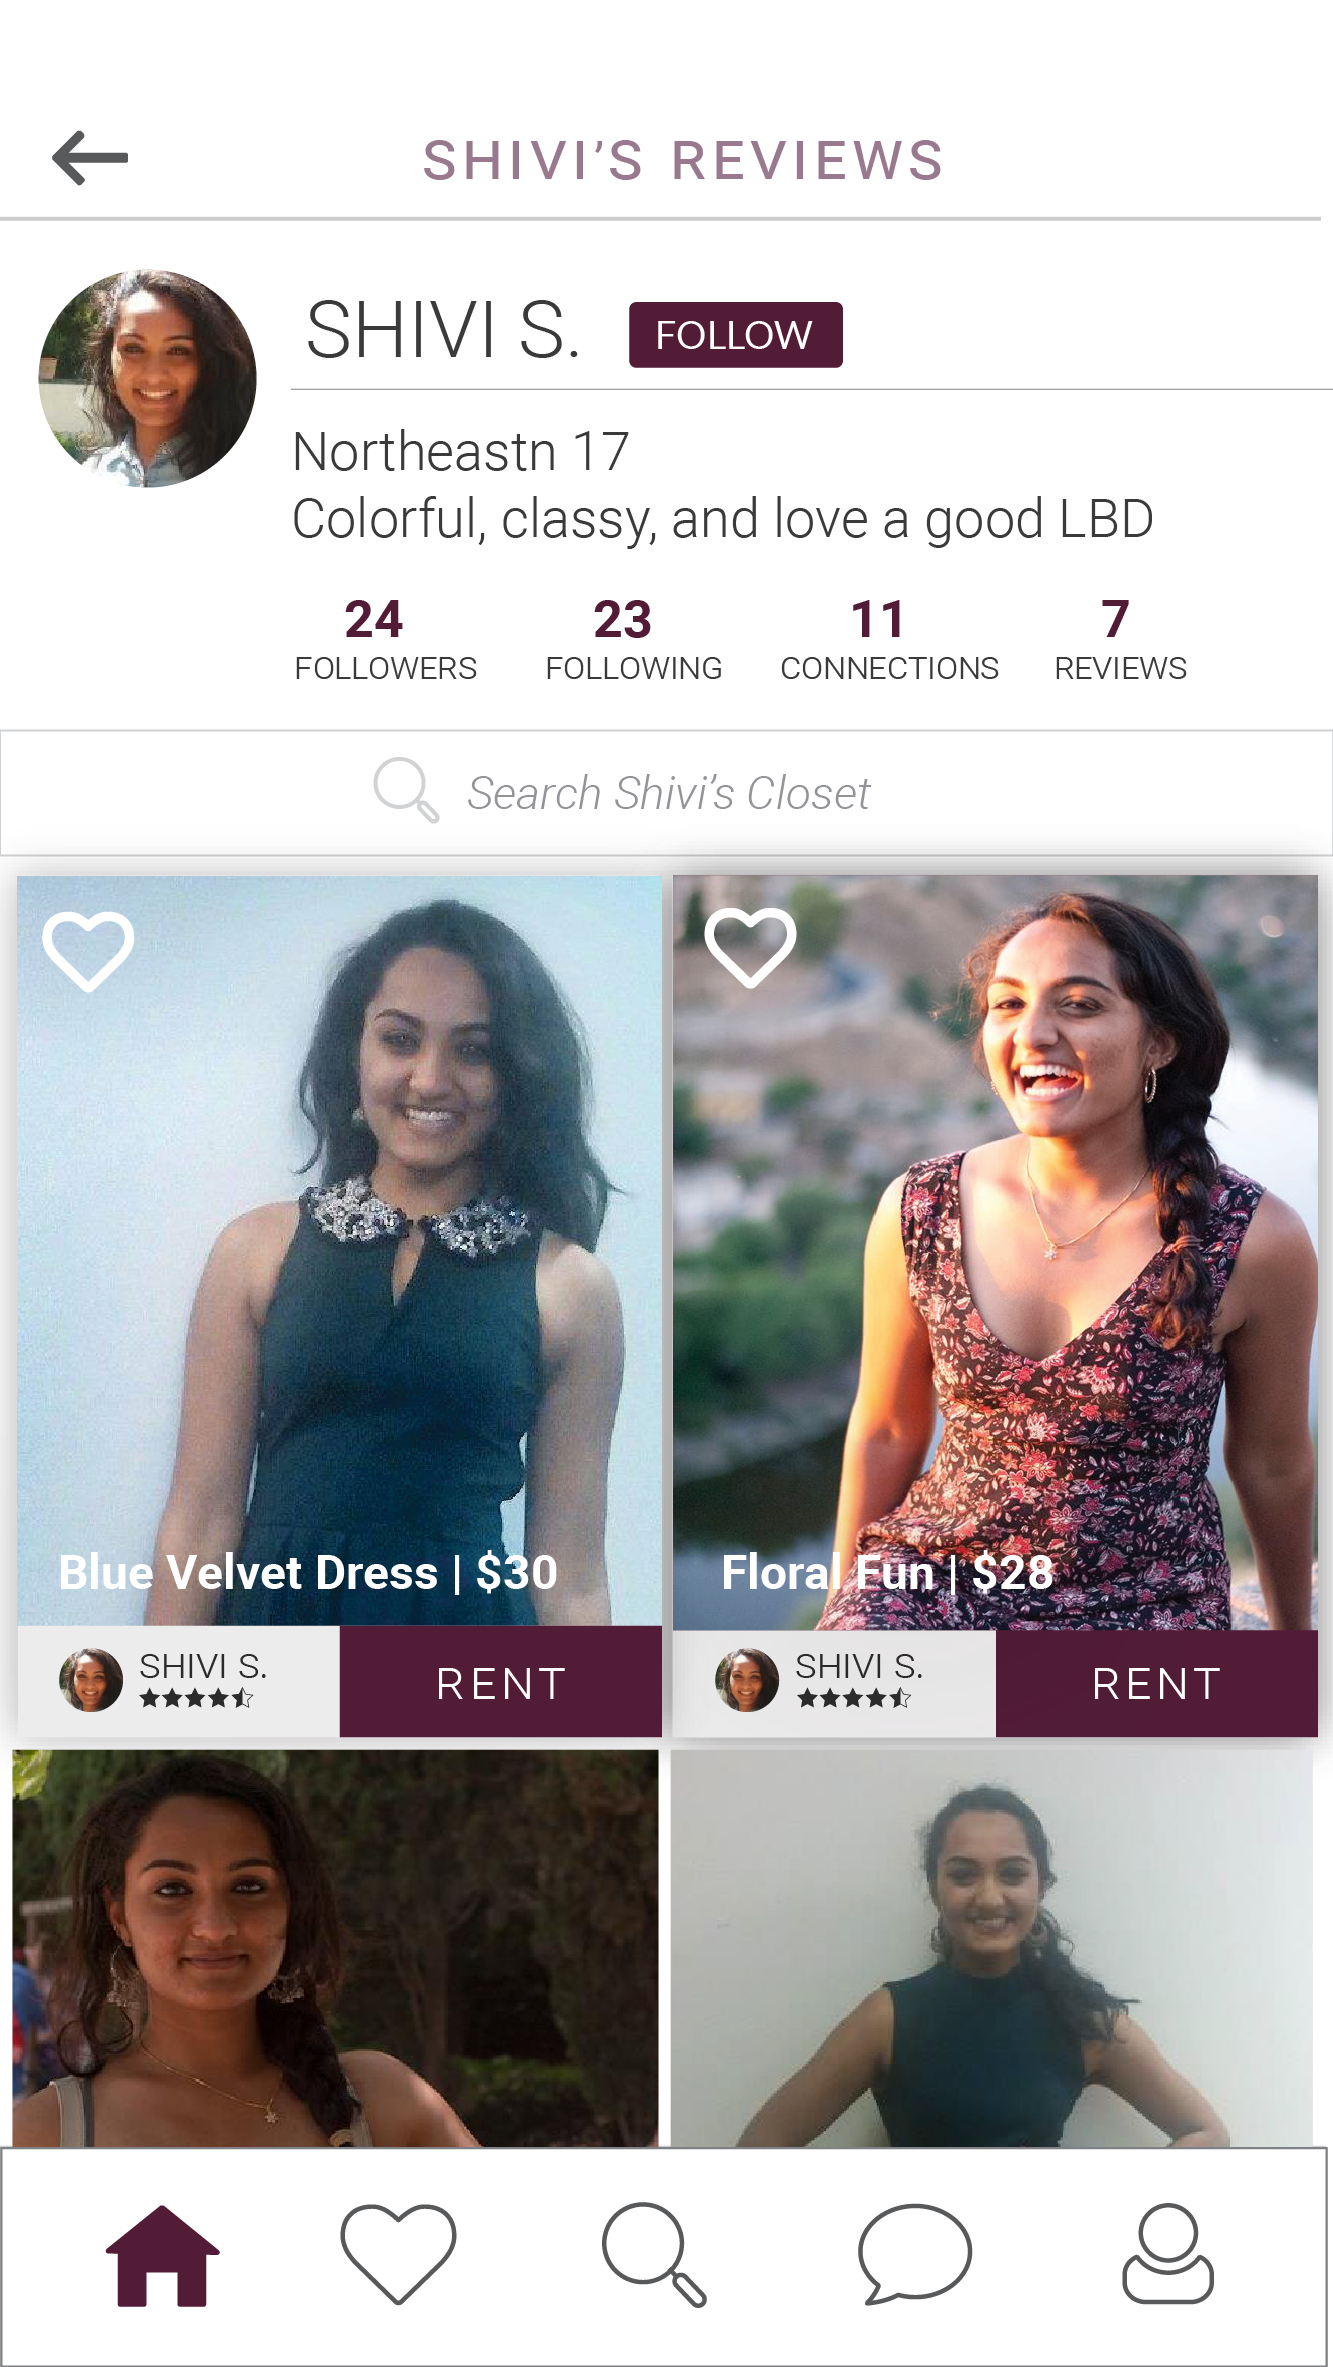 SHIVI’S REVIEWS
SHIVI S.
FOLLOW
Northeastn 17
Colorful, classy, and love a good LBD
24 23 11 7
FOLLOWERS FOLLOWING CONNECTIONS REVIEWS
Search Shivi’s Closet
Blue Velvet Dress | $30
SHIVI S.
RENT
Floral Fun | $28
SHIVI S.
RENT